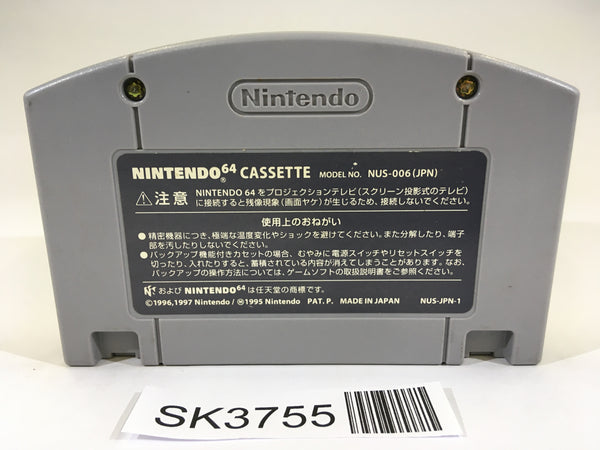 Nintendo
NINTENDO64® CASSETTE MODEL NO. NUS-006(JPN)
⚠注意 NINTENDO 64をプロジェクションテレビ(スクリーン投影式のテレビ)
に接続すると残像現象(画面ヤケ)が生じるため、接続しないでください。
使用上のおねがい
●精密機器につき、極端な温度変化やショックを避けてください。また分解したり、端子
部を汚したりしないでください。
●バックアップ機能付きカセットの場合、むやみに電源スイッチやリセットスイッチを
切ったり、入れたりすると、蓄積されている内容が消えてしまうことがあります。なお、
バックアップの操作方法については、ゲームソフトの取扱説明書をご参照ください。
および NINTENDO64 は任天堂の商標です。
©1996,1997 Nintendo/Ⓜ1995 Nintendo PAT. P. MADE IN JAPAN NUS-JPN-1
SK3755